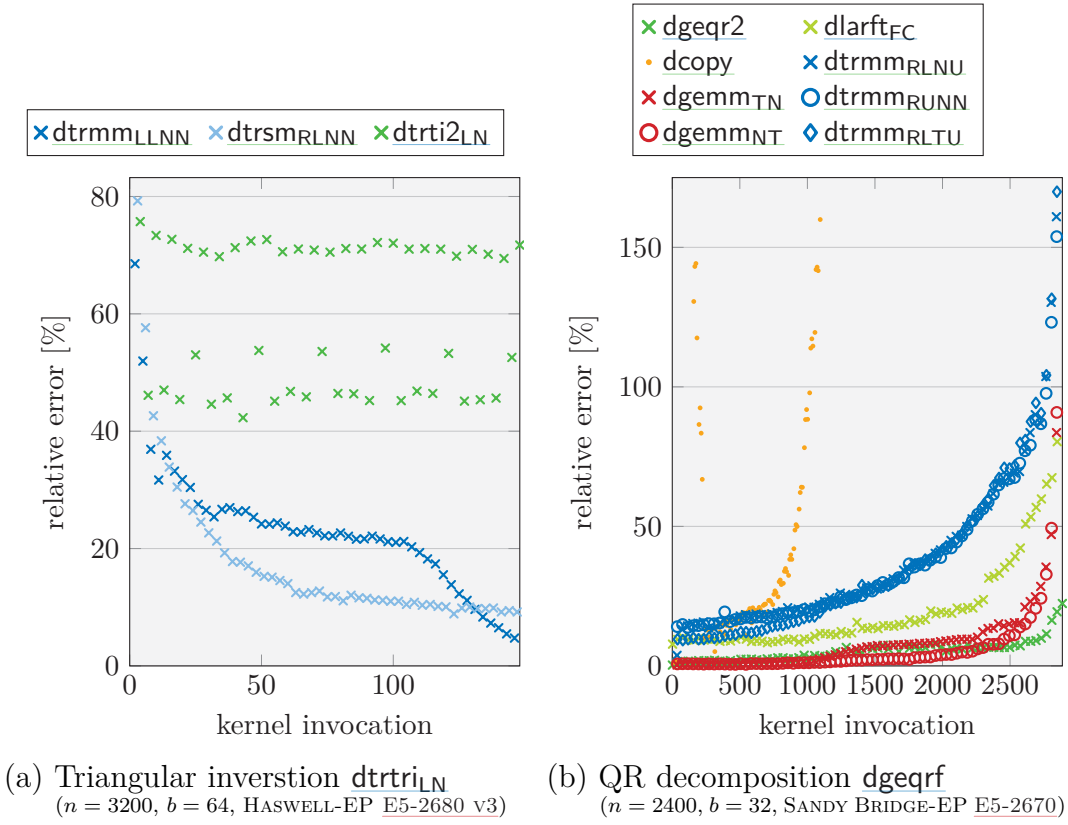 dgeqr2 dlarft_FC
dcopy dtrmm_RLNU
dgemm_TN dtrmm_RUNN
dgemm_NT dtrmm_RLTU
dtrmm_LLNN dtrsm_RLNN dtrti2_LN
80
60
40
20
0
relative error [%]
0 50 100
kernel invocation
150
100
50
0
relative error [%]
0 500 1000 1500 2000 2500
kernel invocation
(a) Triangular inverstion dtrtri_LN
(n = 3200, b = 64, HASWELL-EP E5-2680 V3)
(b) QR decomposition dgeqrf
(n = 2400, b = 32, SANDY BRIDGE-EP E5-2670)